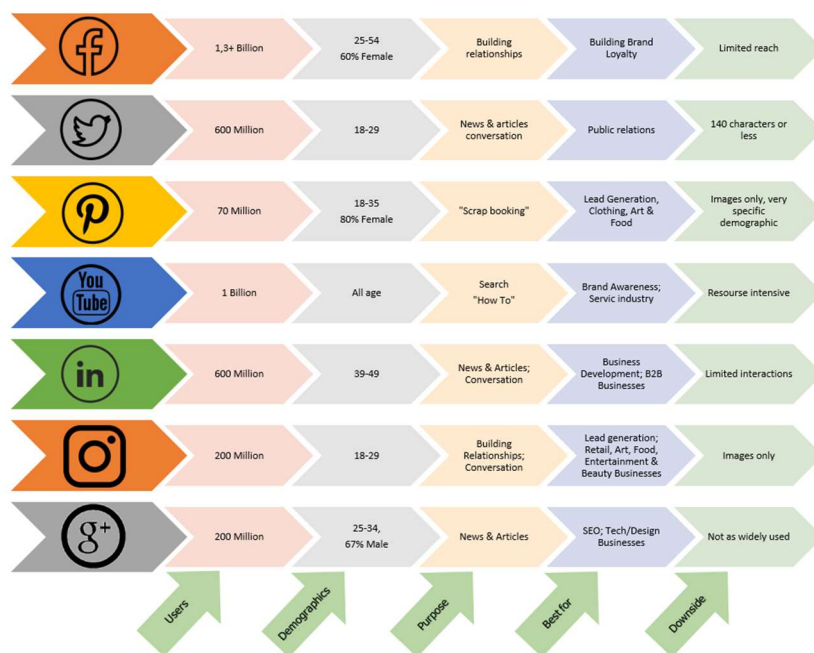 1,3+ Billion
25-54
60% Female
Building
relationships
Building Brand
Loyalty
Limited reach
600 Million
18-29
News & articles
conversation
Public relations
140 characters or
less
70 Million
18-35
80% Female
"Scrap booking"
Lead Generation,
Clothing, Art &
Food
Images only, very
specific
demographic
You
Tube
1 Billion
All age
Search
"How To"
Brand Awareness;
Servic industry
Resourse intensive
in
600 Million
39-49
News & Articles;
Conversation
Business
Development; B2B
Businesses
Limited interactions
200 Million
18-29
Building
Relationships;
Conversation
Lead generation;
Retail, Art, Food,
Entertainment &
Beauty Businesses
Images only
g+
200 Million
25-34,
67% Male
News & Articles
SEO; Tech/Design
Businesses
Not as widely used
Users
Demographics
Purpose
Best for
Downside